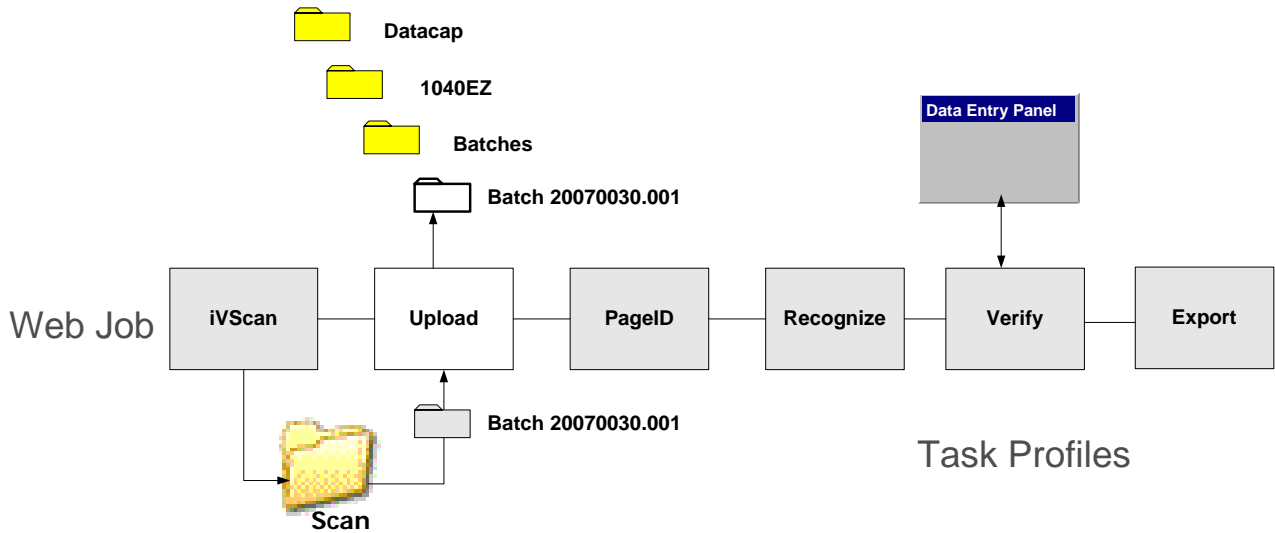 Datacap
1040EZ
Data Entry Panel
Batches
Batch 20070030.001
Web Job
iVScan
Upload
PageID
Recognize
Verify
Export
Batch 20070030.001
Task Profiles
Scan